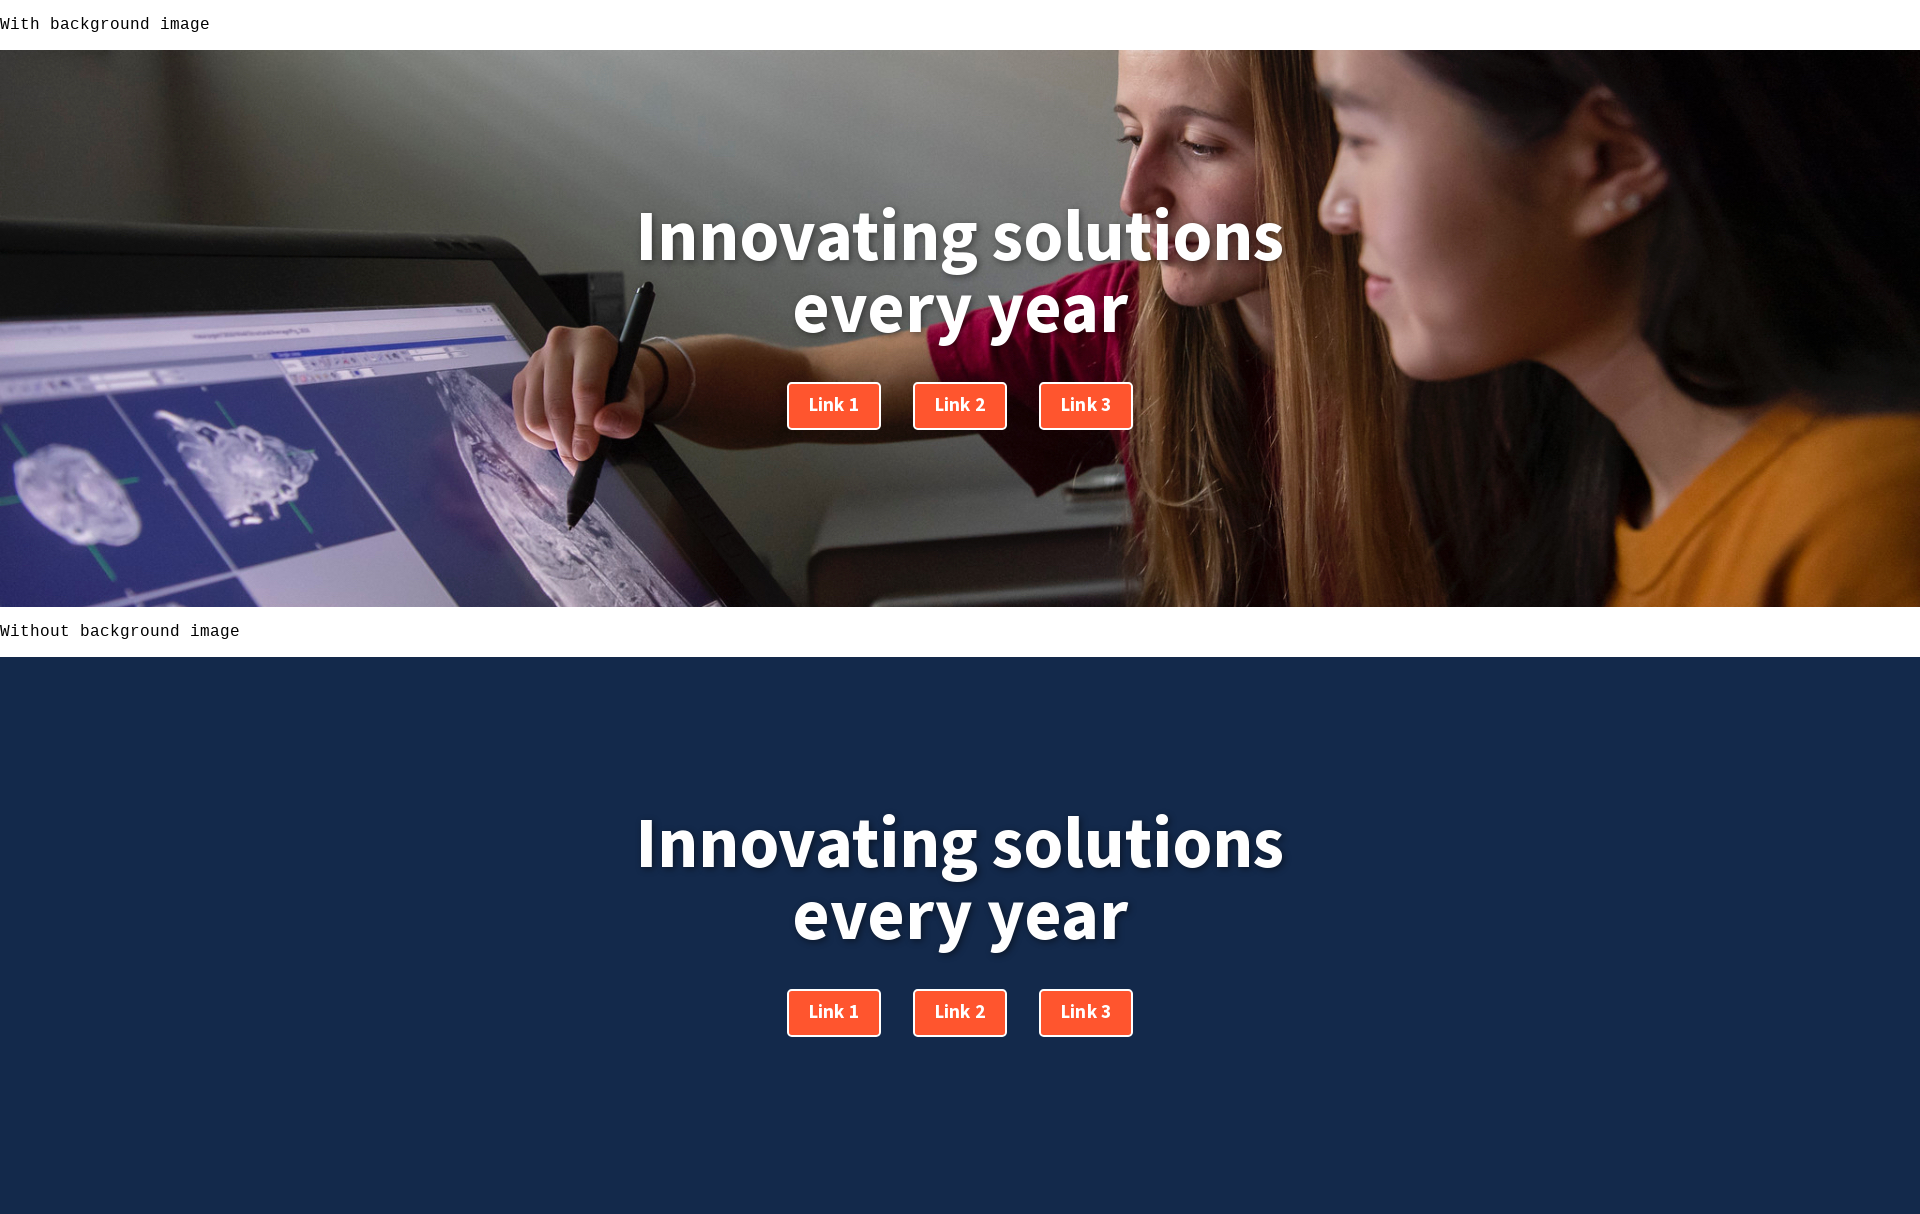 With background image
Innovating solutions
every year
Link 1
Link 2
Link 3
Without background image
Innovating solutions
every year
Link 1
Link 2
Link 3